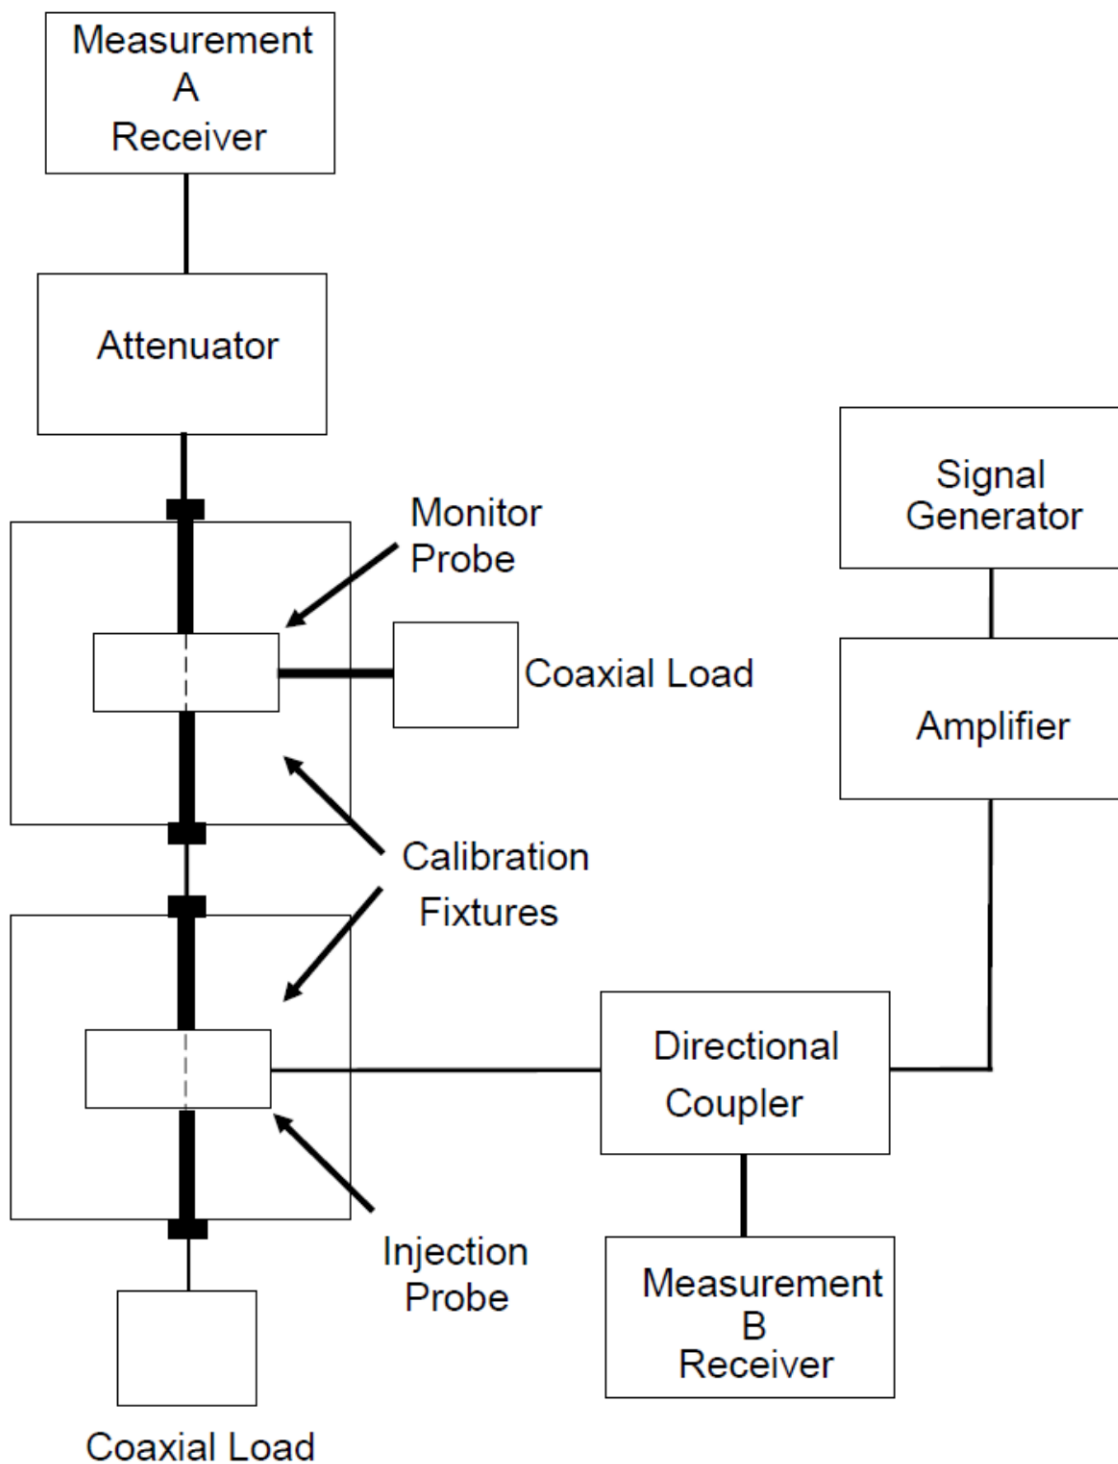 Measurement
A
Receiver
Attenuator
Monitor
Probe
Signal
Generator
Coaxial Load
Amplifier
Calibration
Fixtures
Directional
Coupler
Injection
Probe
Measurement
B
Receiver
Coaxial Load